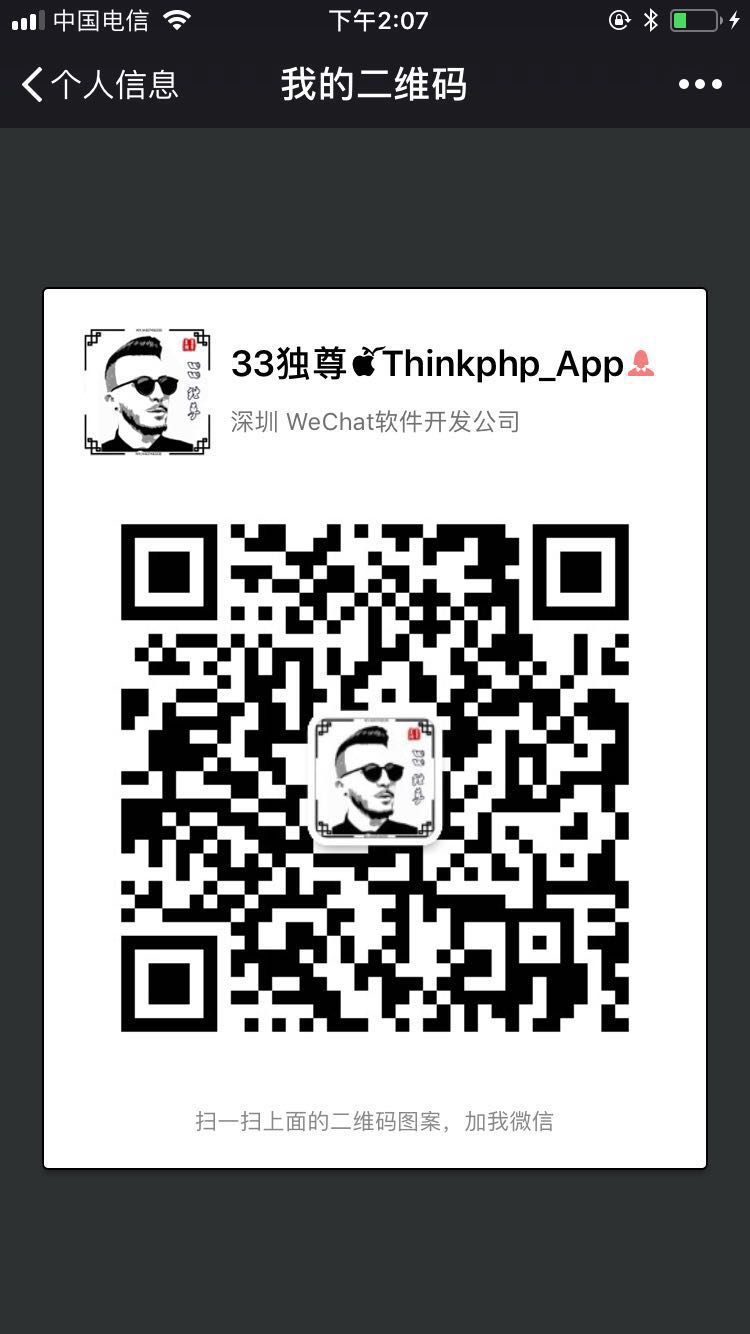 中国电信 下午2:07
个人信息 我的二维码
33独尊Thinkphp_App
深圳 WeChat软件开发公司
扫一扫上面的二维码图案，加我微信